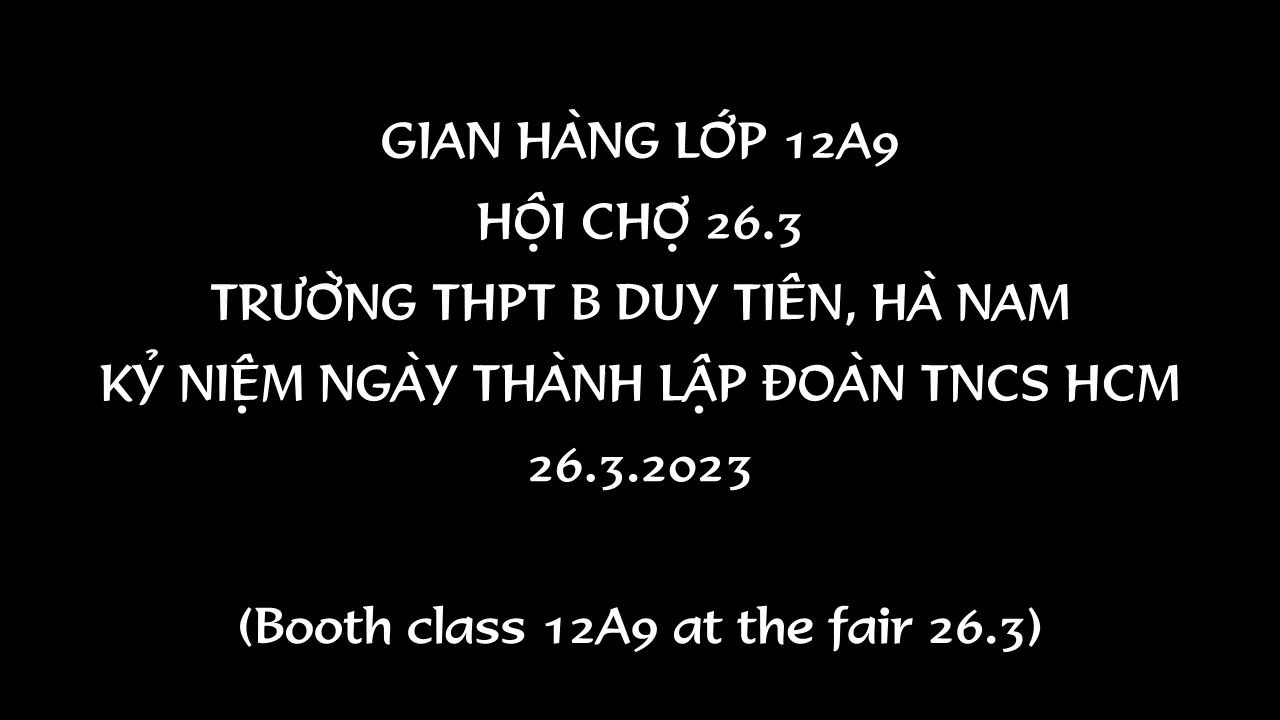 GIAN HÀNG LỚP 12A9
HỘI CHỢ 26.3
TRƯỜNG THPT B DUY TIÊN, HÀ NAM
KỶ NIỆM NGÀY THÀNH LẬP ĐOÀN TNCS HCM
26.3.2023
(Booth class 12A9 at the fair 26.3)